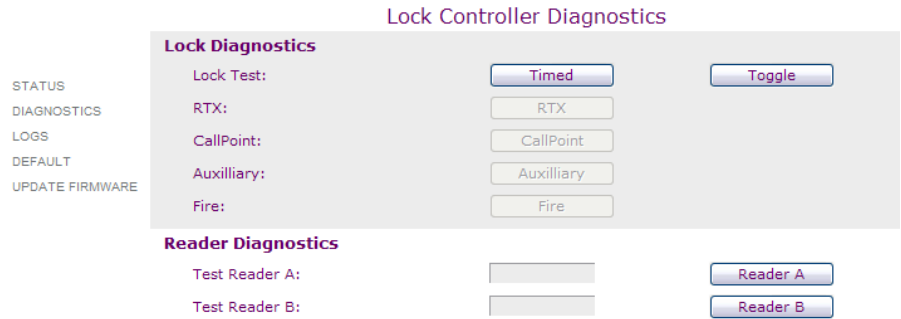 Lock Controller Diagnostics
STATUS
DIAGNOSTICS
LOGS
DEFAULT
UPDATE FIRMWARE
Lock Diagnostics
Lock Test: Timed Toggle
RTX: RTX
CallPoint: CallPoint
Auxilliary: Auxilliary
Fire: Fire
Reader Diagnostics
Test Reader A: Reader A
Test Reader B: Reader B